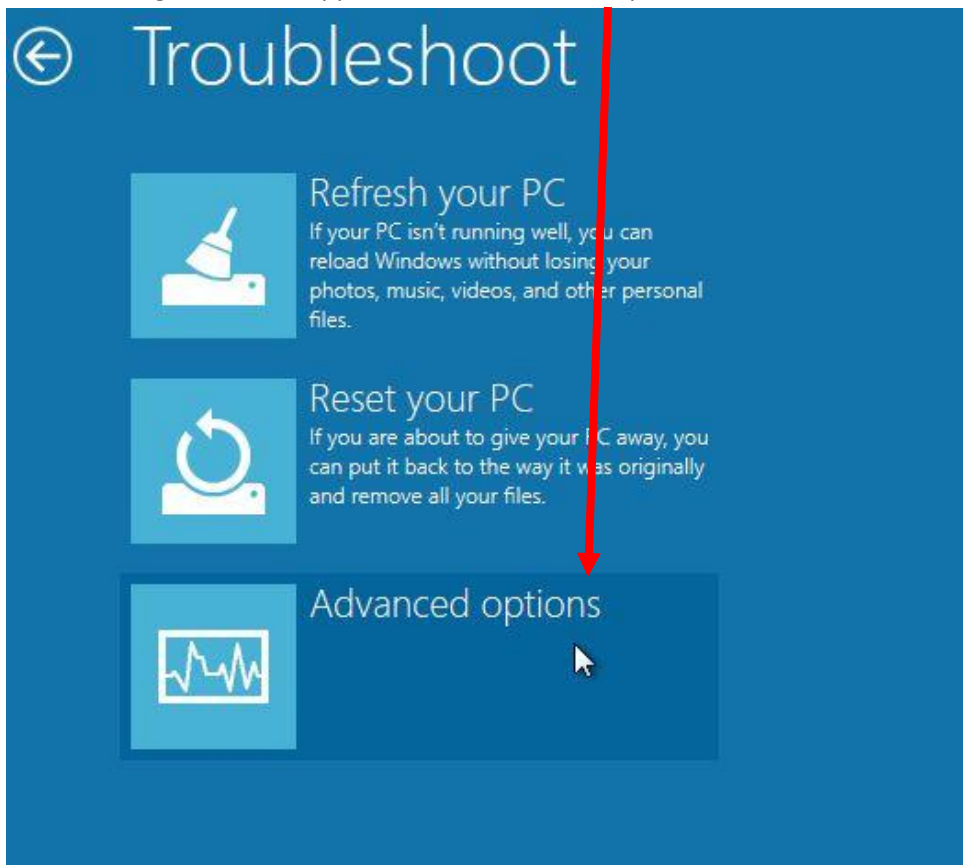 Troubleshoot
Refresh your PC
If your PC isn't running well, you can
reload Windows without losing your
photos, music, videos, and other personal
files.
Reset your PC
If you are about to give your PC away, you
can put it back to the way it was originally
and remove all your files.
Advanced options